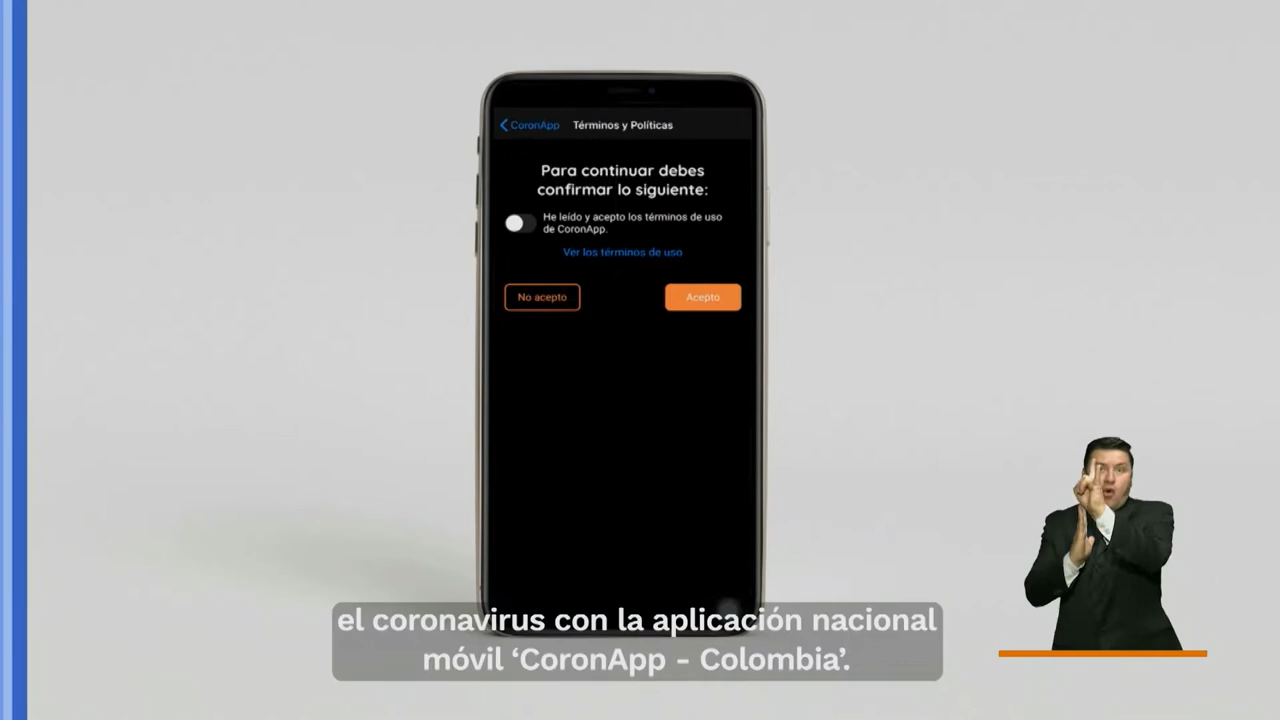 CoronApp Términos y Políticas
Para continuar debes
confirmar lo siguiente:
He leído y acepto los términos de uso
de CoronApp.
Ver los términos de uso
No acepto Acepto
el coronavirus con la aplicación nacional
móvil ‘CoronApp - Colombia’.